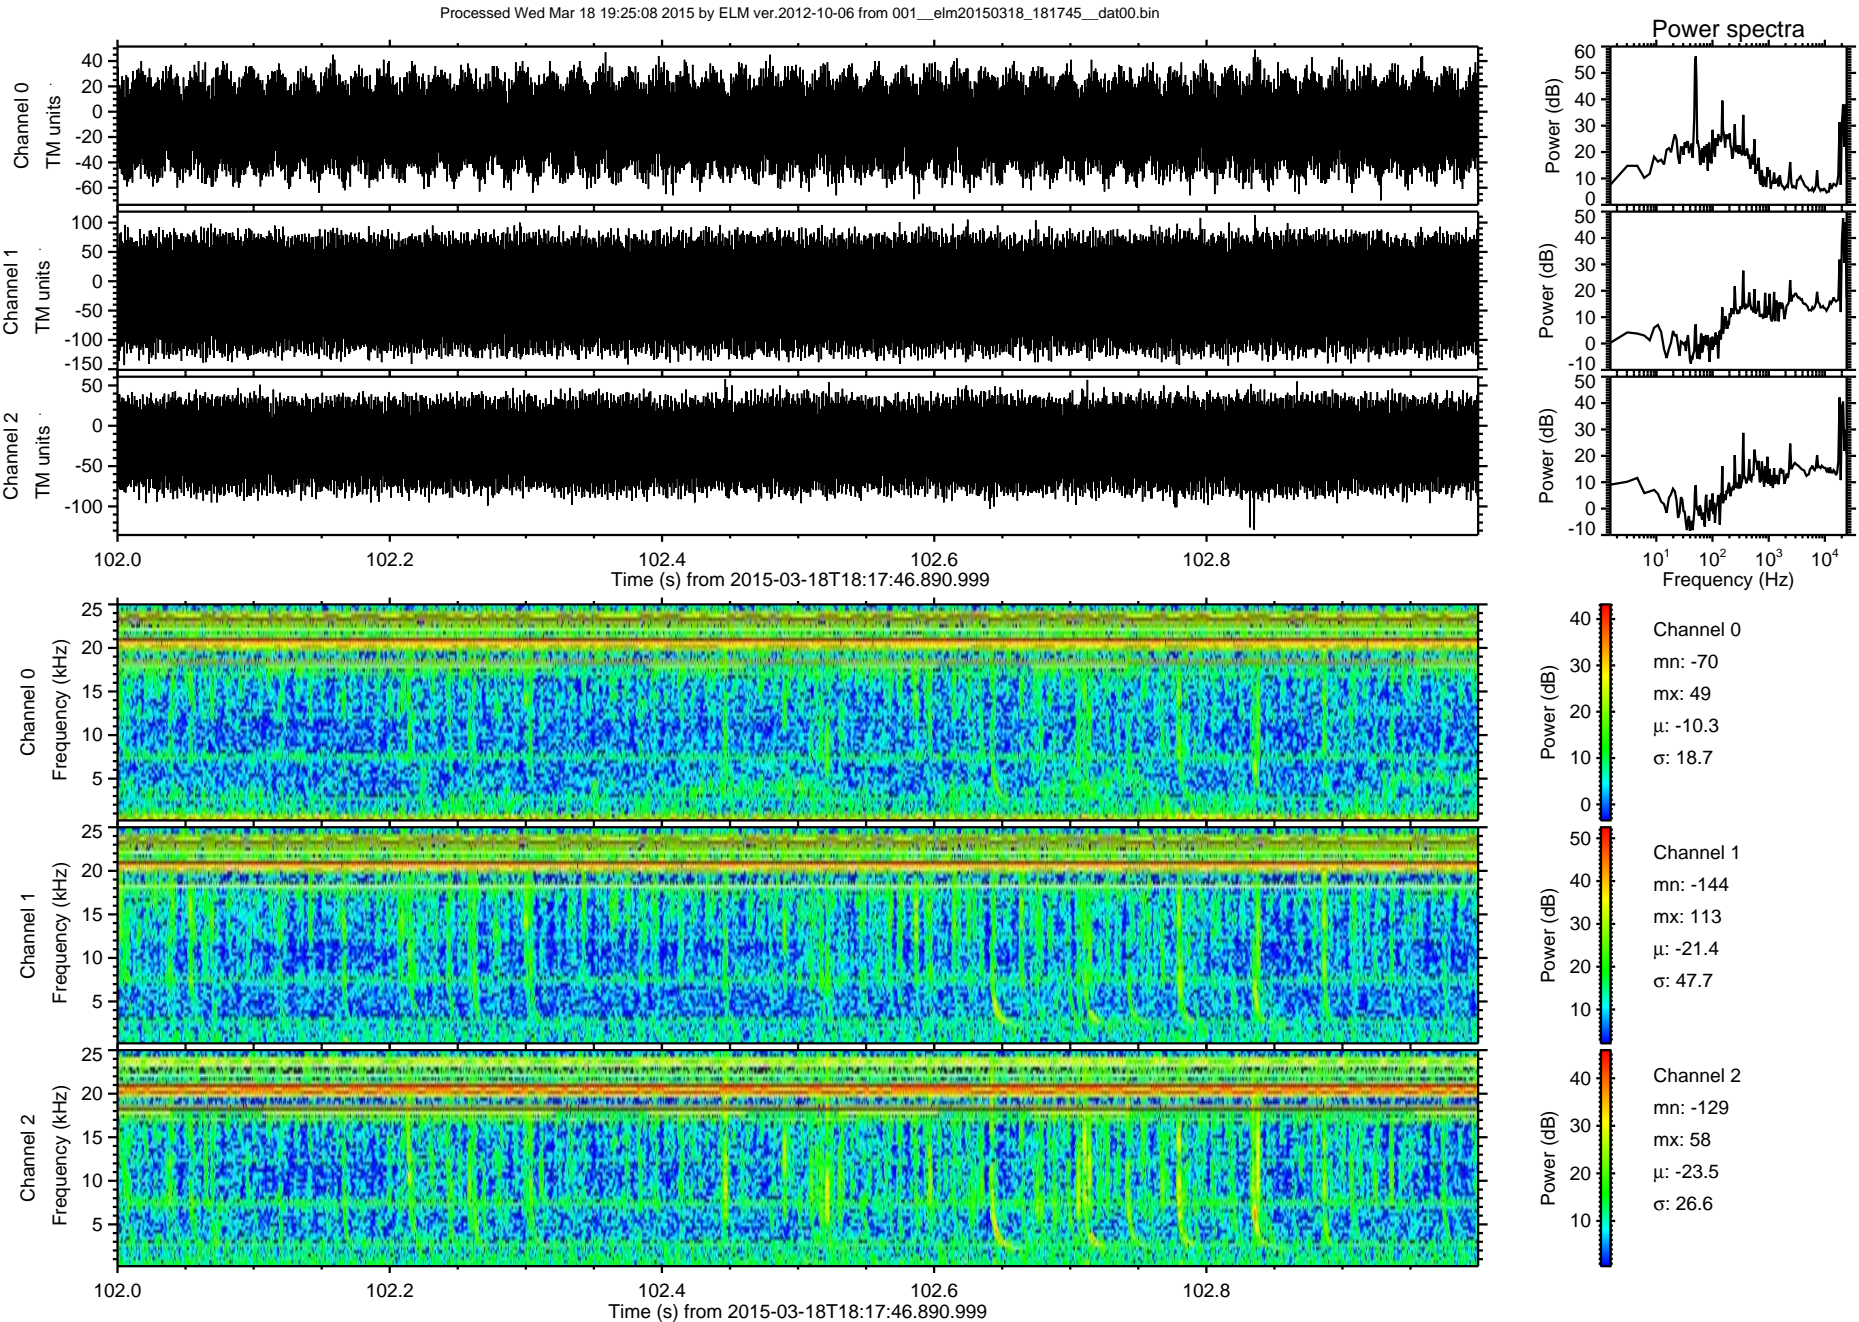 Processed Wed Mar 18 19:25:08 2015 by ELM ver.2012-10-06 from 001__elm20150318_181745__dat00.bin
Power spectra
Channel 0
TM units
40
20
0
-20
-40
-60
Power (dB)
60
50
40
30
20
10
0
Channel 1
TM units
100
50
0
-50
-100
-150
Power (dB)
50
40
30
20
10
0
-10
Channel 2
TM units
50
0
-50
-100
Power (dB)
50
40
30
20
10
0
-10
102.0 102.2 102.4 102.6 102.8
Time (s) from 2015-03-18T18:17:46.890.999
10¹ 10² 10³ 10⁴
Frequency (Hz)
Channel 0
Frequency (kHz)
25
20
15
10
5
Power (dB)
40
30
20
10
0
Channel 0
mn: -70
mx: 49
μ: -10.3
σ: 18.7
Channel 1
Frequency (kHz)
25
20
15
10
5
Power (dB)
50
40
30
20
10
Channel 1
mn: -144
mx: 113
μ: -21.4
σ: 47.7
Channel 2
Frequency (kHz)
25
20
15
10
5
Power (dB)
40
30
20
10
Channel 2
mn: -129
mx: 58
μ: -23.5
σ: 26.6
102.0 102.2 102.4 102.6 102.8
Time (s) from 2015-03-18T18:17:46.890.999